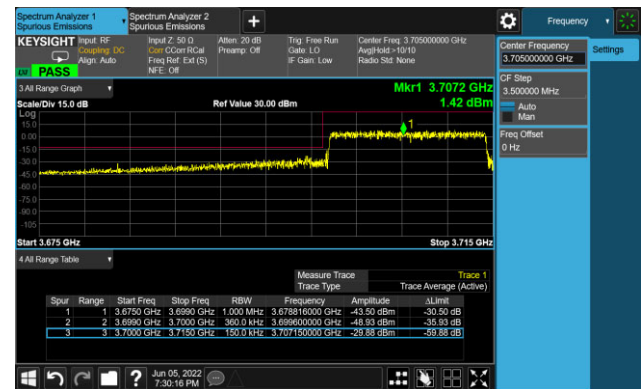 Spectrum Analyzer 1
Spurious Emissions
Spectrum Analyzer 2
Spurious Emissions
+
Frequency
KEYSIGHT
Input: RF
Coupling: DC
Align: Auto
Input Z: 50 Ω
Corr CCorr RCal
Freq Ref: Ext (S)
NFE: Off
Atten: 20 dB
Preamp: Off
Trig: Free Run
Gate: LO
IF Gain: Low
Center Freq: 3.705000000 GHz
Avg|Hold:>10/10
Radio Std: None
PASS
3 All Range Graph
Mkr1 3.7072 GHz
Scale/Div 15.0 dB
Ref Value 30.00 dBm
1.42 dBm
Log
15.0
0.00
-15.0
-30.0
-45.0
-60.0
-75.0
-90.0
-105
1
Start 3.675 GHz
Stop 3.715 GHz
4 All Range Table
Measure Trace Trace 1
Trace Type Trace Average (Active)
Spur Range Start Freq Stop Freq RBW Frequency Amplitude ΔLimit
1 1 3.6750 GHz 3.6990 GHz 1.000 MHz 3.678816000 GHz -43.50 dBm -30.50 dB
2 2 3.6990 GHz 3.7000 GHz 360.0 kHz 3.699600000 GHz -48.93 dBm -35.93 dB
3 3 3.7000 GHz 3.7150 GHz 150.0 kHz 3.707150000 GHz -29.88 dBm -59.88 dB
Center Frequency
3.705000000 GHz
Settings
CF Step
3.500000 MHz
Auto
Man
Freq Offset
0 Hz
?
Jun 05, 2022
7:30:16 PM